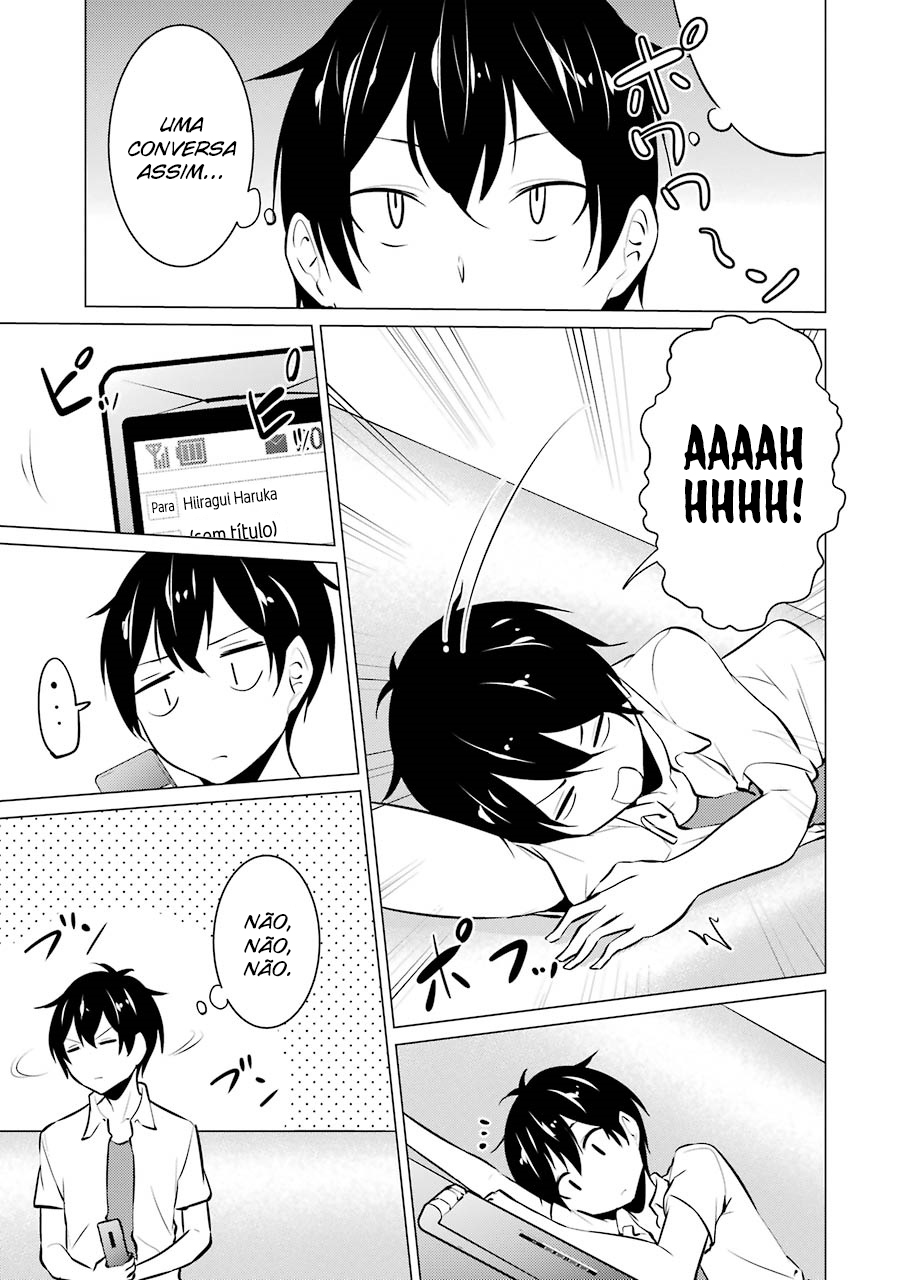 ポワ〜ン
UMA
CONVERSA
ASSIM...
AAAAH
HHHH!
ポフッ
ピ
ピッ
%0
Para Hiiragui Haruka
(sem título)
...
NÃO,
NÃO,
NÃO.
ブンブン